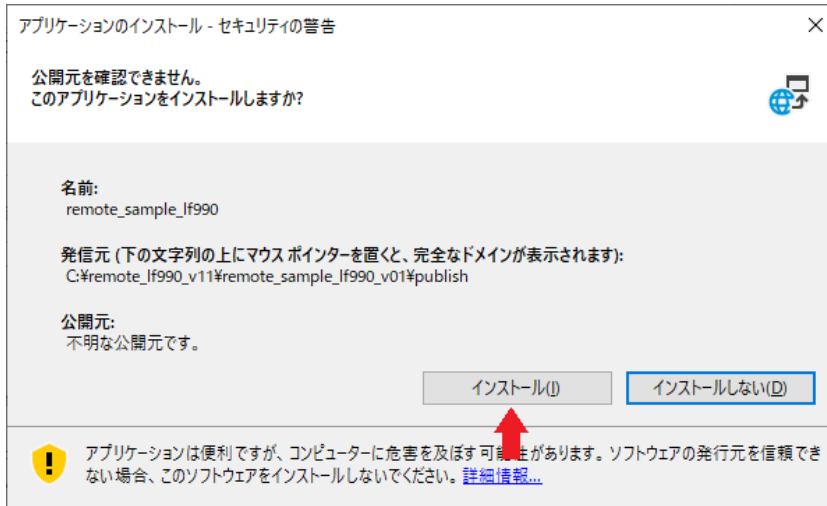 アプリケーションのインストール - セキュリティの警告
公開元を確認できません。
このアプリケーションをインストールしますか?
名前:
remote_sample_lf990
発信元 (下の文字列の上にマウス ポインターを置くと、完全なドメインが表示されます):
C:¥remote_lf990_v11¥remote_sample_lf990_v01¥publish
公開元:
不明な公開元です。
インストール(I)
インストールしない(D)
アプリケーションは便利ですが、コンピューターに危害を及ぼす可能性があります。ソフトウェアの発行元を信頼でき
ない場合、このソフトウェアをインストールしないでください。詳細情報...